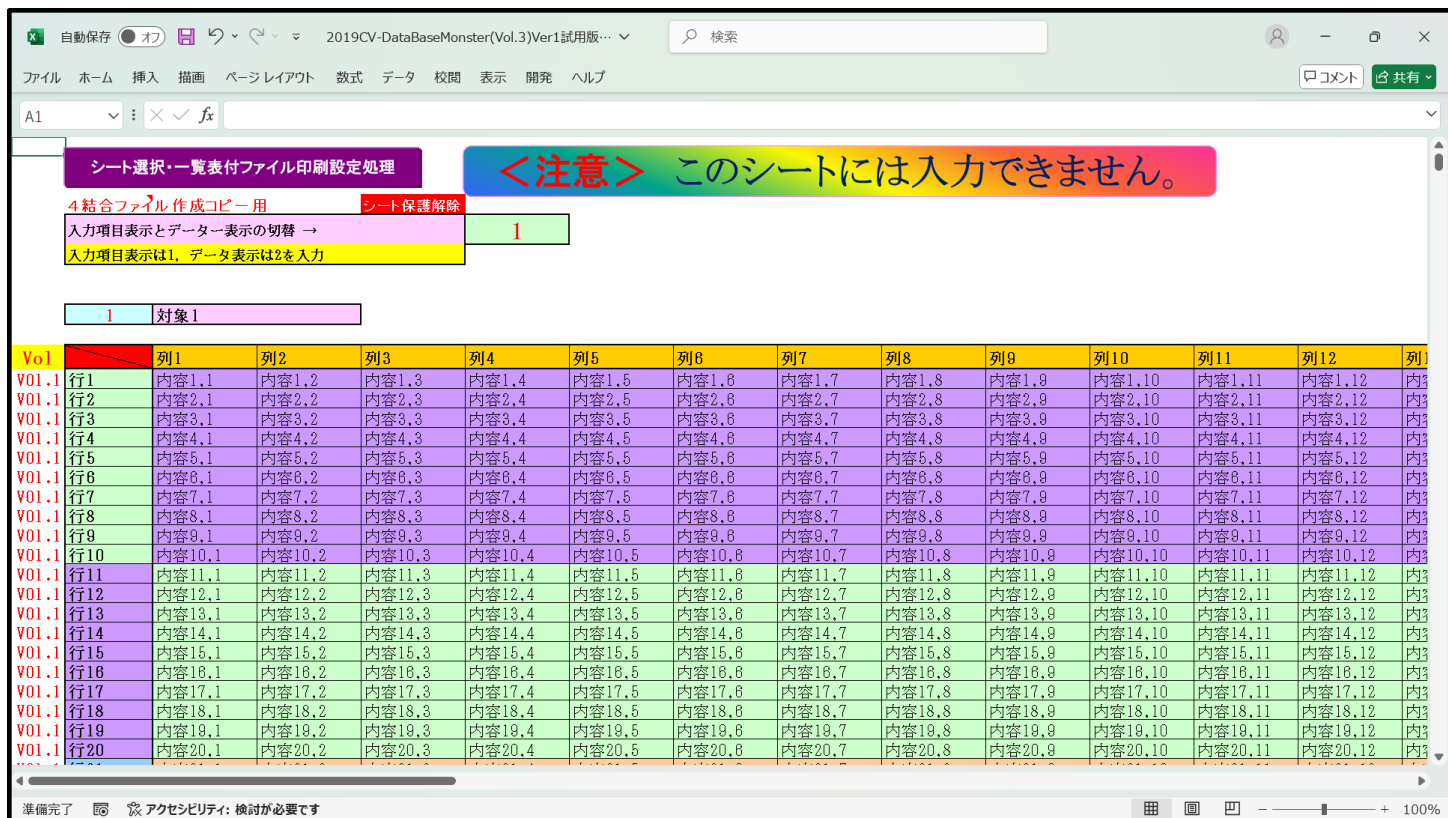 自動保存 オフ 2019CV-DataBaseMonster(Vol.3)Ver1試用版… 検索
ファイル ホーム 挿入 描画 ページ レイアウト 数式 データ 校閲 表示 開発 ヘルプ コメント 共有
A1 fx
シート選択・一覧表付ファイル印刷設定処理 <注意> このシートには入力できません。
4結合ファイル作成コピー用 シート保護解除
入力項目表示とデーター表示の切替 → 1
入力項目表示は1, データ表示は2を入力
1 対象1
Vol 列1 列2 列3 列4 列5 列6 列7 列8 列9 列10 列11 列12
VOl.1 行1 内容1,1 内容1,2 内容1,3 内容1,4 内容1,5 内容1,6 内容1,7 内容1,8 内容1,9 内容1,10 内容1,11 内容1,12
VOl.1 行2 内容2,1 内容2,2 内容2,3 内容2,4 内容2,5 内容2,6 内容2,7 内容2,8 内容2,9 内容2,10 内容2,11 内容2,12
VOl.1 行3 内容3,1 内容3,2 内容3,3 内容3,4 内容3,5 内容3,6 内容3,7 内容3,8 内容3,9 内容3,10 内容3,11 内容3,12
VOl.1 行4 内容4,1 内容4,2 内容4,3 内容4,4 内容4,5 内容4,6 内容4,7 内容4,8 内容4,9 内容4,10 内容4,11 内容4,12
VOl.1 行5 内容5,1 内容5,2 内容5,3 内容5,4 内容5,5 内容5,6 内容5,7 内容5,8 内容5,9 内容5,10 内容5,11 内容5,12
VOl.1 行6 内容6,1 内容6,2 内容6,3 内容6,4 内容6,5 内容6,6 内容6,7 内容6,8 内容6,9 内容6,10 内容6,11 内容6,12
VOl.1 行7 内容7,1 内容7,2 内容7,3 内容7,4 内容7,5 内容7,6 内容7,7 内容7,8 内容7,9 内容7,10 内容7,11 内容7,12
VOl.1 行8 内容8,1 内容8,2 内容8,3 内容8,4 内容8,5 内容8,6 内容8,7 内容8,8 内容8,9 内容8,10 内容8,11 内容8,12
VOl.1 行9 内容9,1 内容9,2 内容9,3 内容9,4 内容9,5 内容9,6 内容9,7 内容9,8 内容9,9 内容9,10 内容9,11 内容9,12
VOl.1 行10 内容10,1 内容10,2 内容10,3 内容10,4 内容10,5 内容10,6 内容10,7 内容10,8 内容10,9 内容10,10 内容10,11 内容10,12
VOl.1 行11 内容11,1 内容11,2 内容11,3 内容11,4 内容11,5 内容11,6 内容11,7 内容11,8 内容11,9 内容11,10 内容11,11 内容11,12
VOl.1 行12 内容12,1 内容12,2 内容12,3 内容12,4 内容12,5 内容12,6 内容12,7 内容12,8 内容12,9 内容12,10 内容12,11 内容12,12
VOl.1 行13 内容13,1 内容13,2 内容13,3 内容13,4 内容13,5 内容13,6 内容13,7 内容13,8 内容13,9 内容13,10 内容13,11 内容13,12
VOl.1 行14 内容14,1 内容14,2 内容14,3 内容14,4 内容14,5 内容14,6 内容14,7 内容14,8 内容14,9 内容14,10 内容14,11 内容14,12
VOl.1 行15 内容15,1 内容15,2 内容15,3 内容15,4 内容15,5 内容15,6 内容15,7 内容15,8 内容15,9 内容15,10 内容15,11 内容15,12
VOl.1 行16 内容16,1 内容16,2 内容16,3 内容16,4 内容16,5 内容16,6 内容16,7 内容16,8 内容16,9 内容16,10 内容16,11 内容16,12
VOl.1 行17 内容17,1 内容17,2 内容17,3 内容17,4 内容17,5 内容17,6 内容17,7 内容17,8 内容17,9 内容17,10 内容17,11 内容17,12
VOl.1 行18 内容18,1 内容18,2 内容18,3 内容18,4 内容18,5 内容18,6 内容18,7 内容18,8 内容18,9 内容18,10 内容18,11 内容18,12
VOl.1 行19 内容19,1 内容19,2 内容19,3 内容19,4 内容19,5 内容19,6 内容19,7 内容19,8 内容19,9 内容19,10 内容19,11 内容19,12
VOl.1 行20 内容20,1 内容20,2 内容20,3 内容20,4 内容20,5 内容20,6 内容20,7 内容20,8 内容20,9 内容20,10 内容20,11 内容20,12
準備完了 アクセシビリティ: 検討が必要です 100%